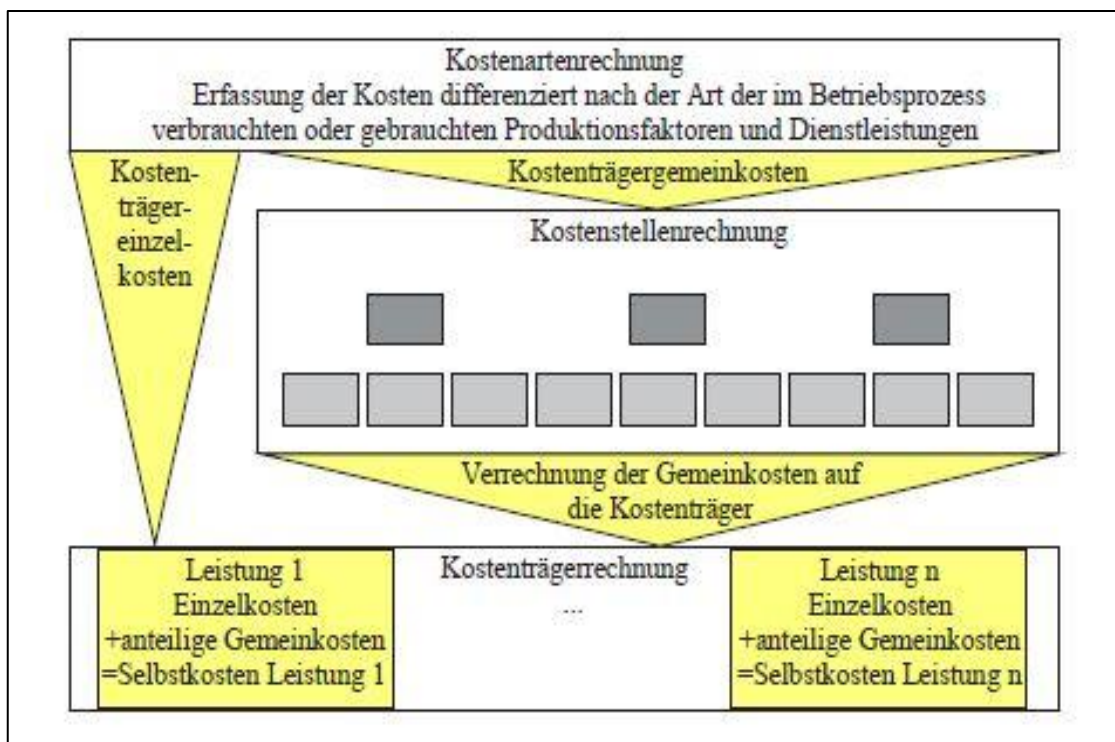 Kostenartenrechnung
Erfassung der Kosten differenziert nach der Art der im Betriebsprozess
verbrauchten oder gebrauchten Produktionsfaktoren und Dienstleistungen
Kosten-
träger-
einzel-
kosten
Kostenträgergemeinkosten
Kostenstellenrechnung
Verrechnung der Gemeinkosten auf
die Kostenträger
Leistung 1
Einzelkosten
+anteilige Gemeinkosten
=Selbstkosten Leistung 1
Kostenträgerrechnung
...
Leistung n
Einzelkosten
+anteilige Gemeinkosten
=Selbstkosten Leistung n